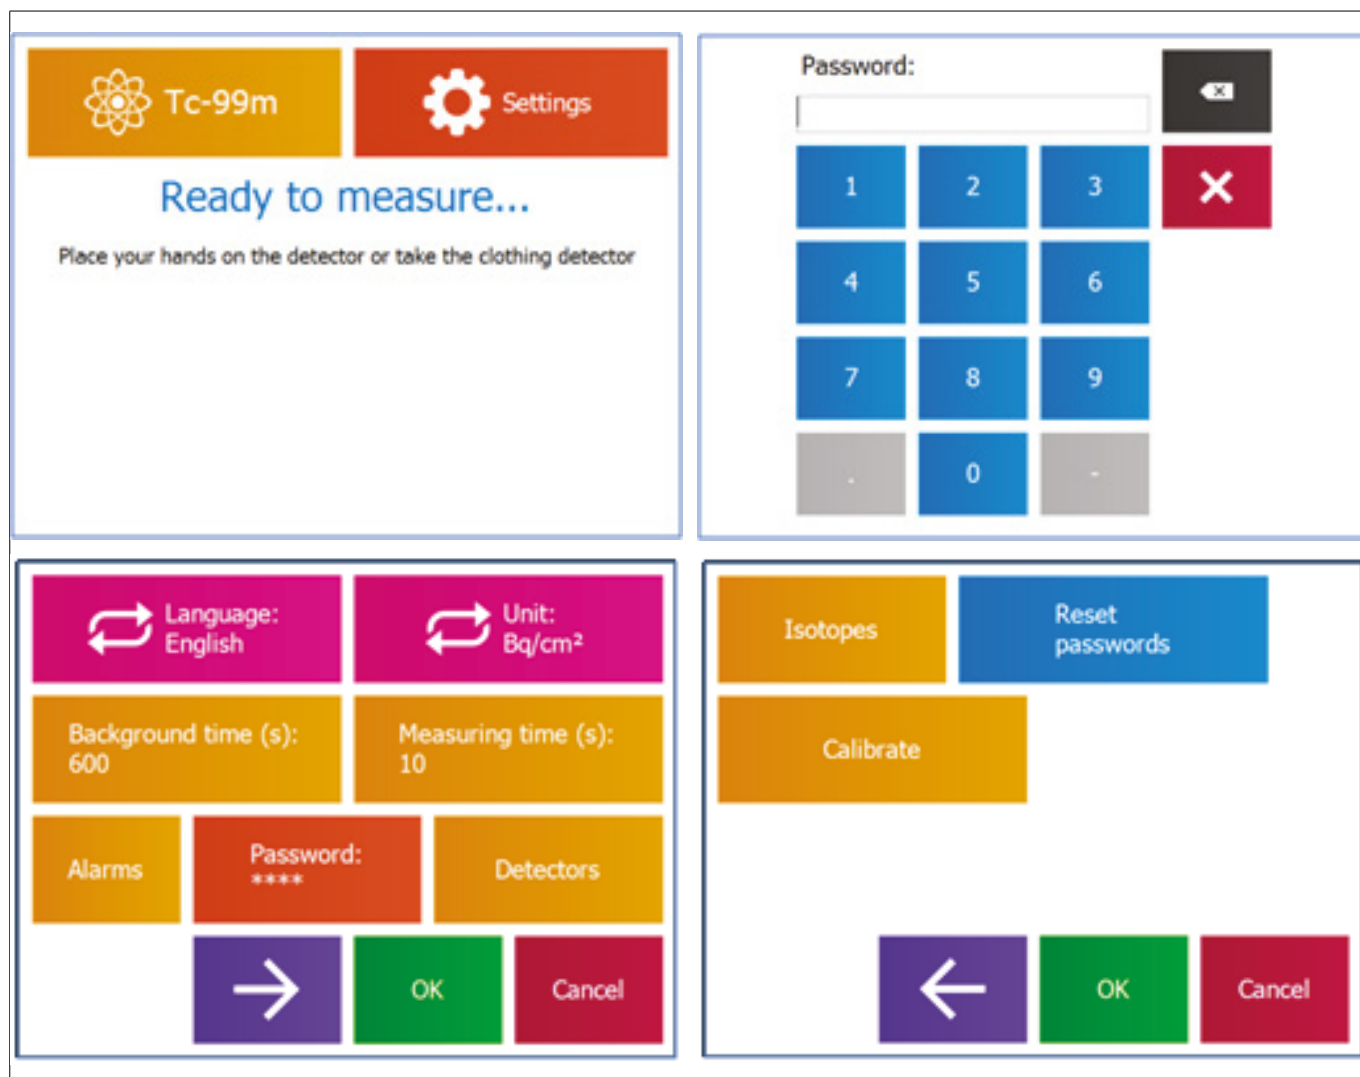 Tc-99m
Settings
Ready to measure...
Place your hands on the detector or take the clothing detector
Password:
1 2 3
4 5 6
7 8 9
. 0 -
Language:
English
Unit:
Bq/cm²
Background time (s):
600
Measuring time (s):
10
Alarms
Password:
****
Detectors
OK
Cancel
Isotopes
Reset
passwords
Calibrate
OK
Cancel